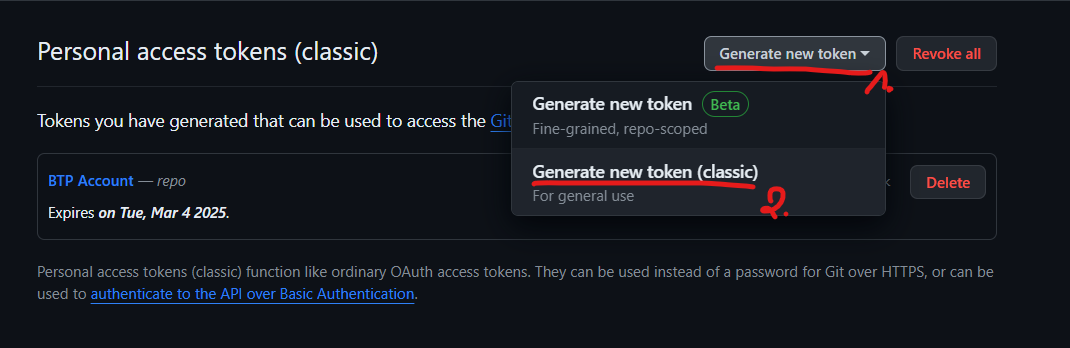 Personal access tokens (classic)
Generate new token
Revoke all
1.
Generate new token Beta
Fine-grained, repo-scoped
Generate new token (classic)
2.
For general use
Tokens you have generated that can be used to access the Git
BTP Account — repo
Delete
Expires on Tue, Mar 4 2025.
Personal access tokens (classic) function like ordinary OAuth access tokens. They can be used instead of a password for Git over HTTPS, or can be
used to authenticate to the API over Basic Authentication.